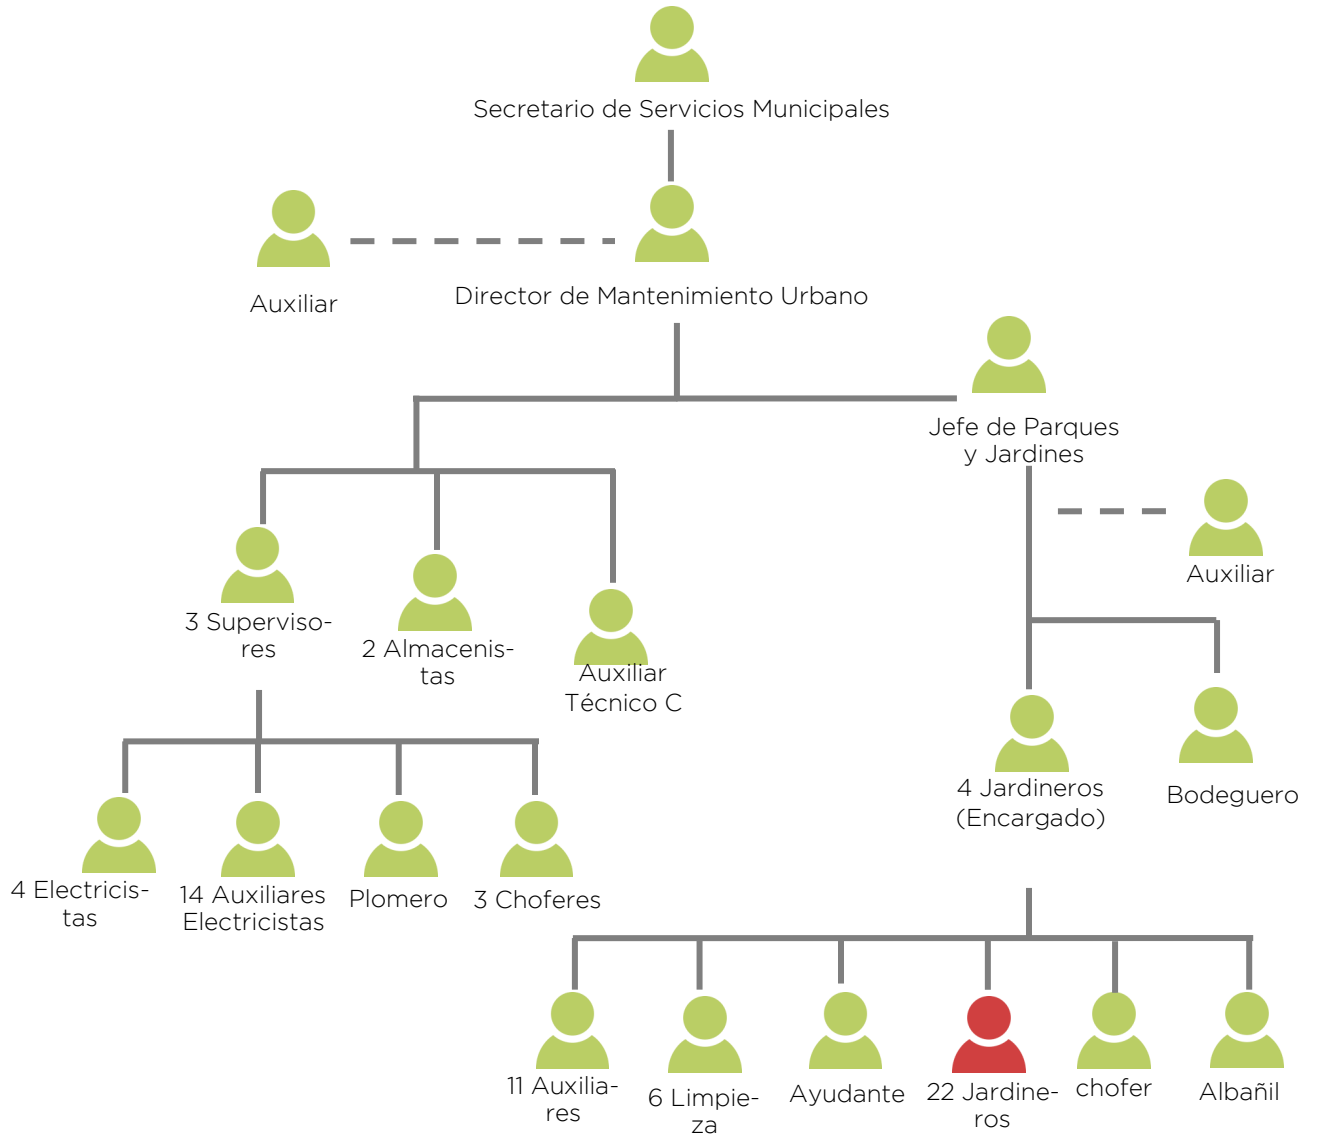 Secretario de Servicios Municipales
Auxiliar
Director de Mantenimiento Urbano
Jefe de Parques
y Jardines
Auxiliar
3 Superviso-
res
2 Almacenis-
tas
Auxiliar
Técnico C
4 Jardineros
(Encargado)
Bodeguero
4 Electricis-
tas
14 Auxiliares
Electricistas
Plomero
3 Choferes
11 Auxilia-
res
6 Limpie-
za
Ayudante
22 Jardine-
ros
chofer
Albañil